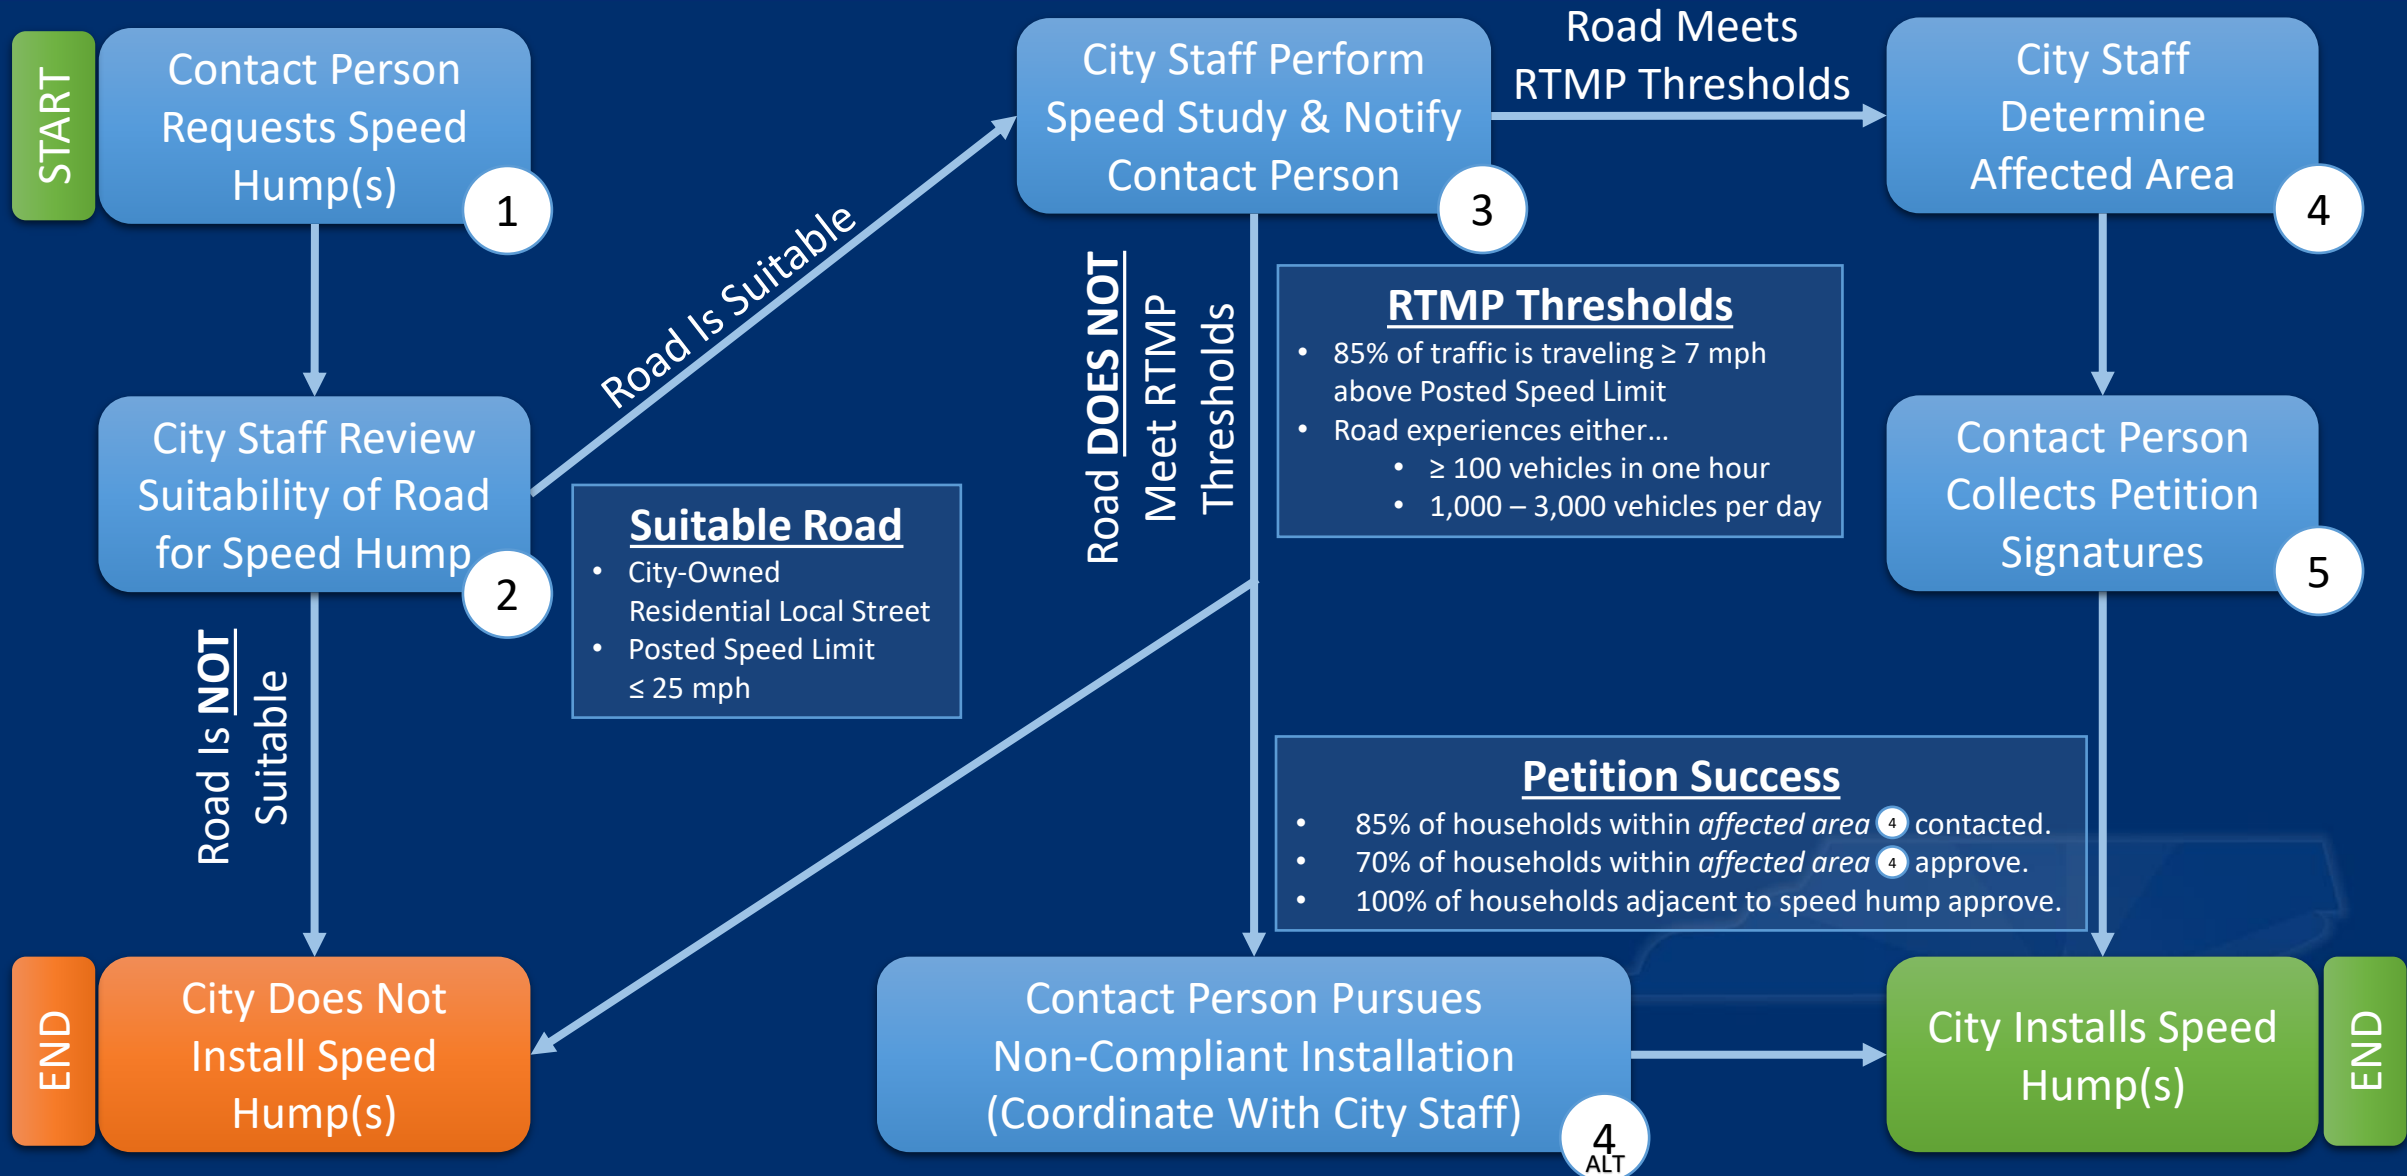 START
Contact Person
Requests Speed
Hump(s)
1
City Staff Review
Suitability of Road
for Speed Hump
2
Road Is Suitable
Suitable Road
• City-Owned
Residential Local Street
• Posted Speed Limit
≤ 25 mph
Road Is NOT
Suitable
END
City Does Not
Install Speed
Hump(s)
City Staff Perform
Speed Study & Notify
Contact Person
3
Road Meets
RTMP Thresholds
Road DOES NOT
Meet RTMP
Thresholds
RTMP Thresholds
• 85% of traffic is traveling ≥ 7 mph
above Posted Speed Limit
• Road experiences either…
• ≥ 100 vehicles in one hour
• 1,000 – 3,000 vehicles per day
City Staff
Determine
Affected Area
4
Contact Person
Collects Petition
Signatures
5
Petition Success
• 85% of households within affected area 4 contacted.
• 70% of households within affected area 4 approve.
• 100% of households adjacent to speed hump approve.
Contact Person Pursues
Non-Compliant Installation
(Coordinate With City Staff)
4
ALT
City Installs Speed
Hump(s)
END